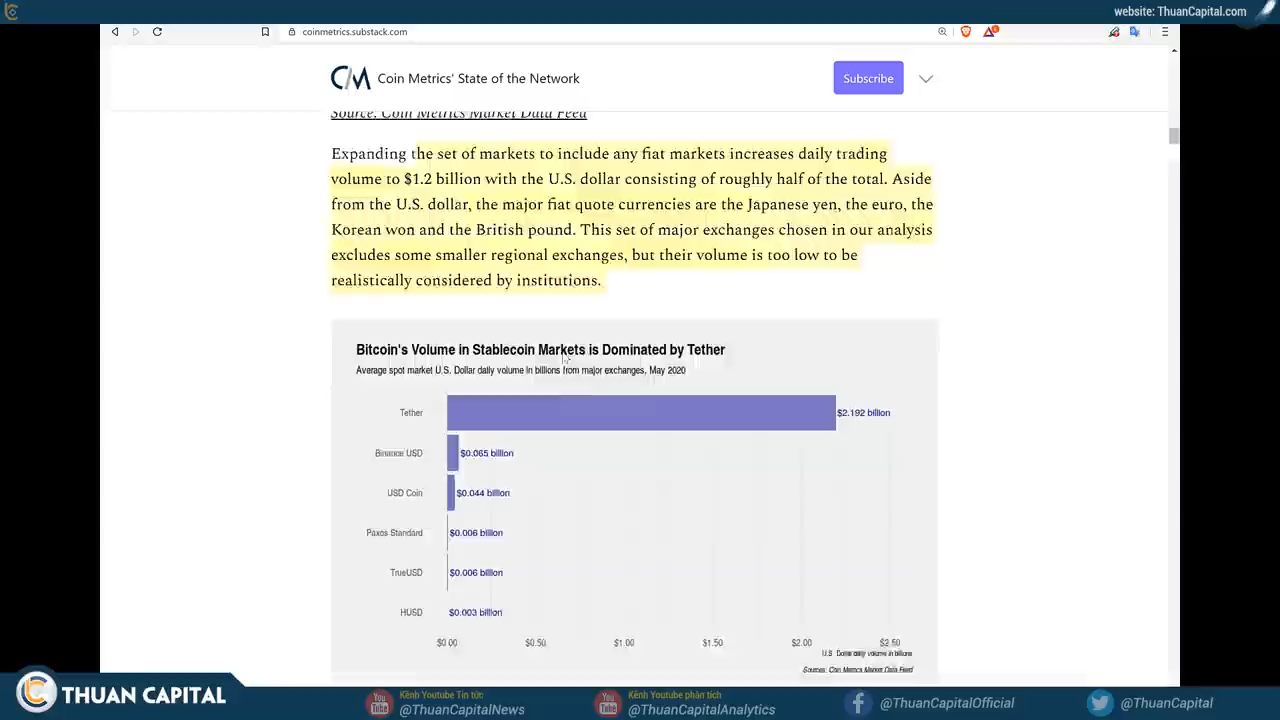 website: ThuanCapital.com
coinmetrics.substack.com
CM Coin Metrics' State of the Network
Subscribe
Source: Coin Metrics Market Data Feed
Expanding the set of markets to include any fiat markets increases daily trading
volume to $1.2 billion with the U.S. dollar consisting of roughly half of the total. Aside
from the U.S. dollar, the major fiat quote currencies are the Japanese yen, the euro, the
Korean won and the British pound. This set of major exchanges chosen in our analysis
excludes some smaller regional exchanges, but their volume is too low to be
realistically considered by institutions.
Bitcoin's Volume in Stablecoin Markets is Dominated by Tether
Average spot market U.S. Dollar daily volume in billions from major exchanges, May 2020
Tether $2.192 billion
Binance USD $0.065 billion
USD Coin $0.044 billion
Paxos Standard $0.006 billion
TrueUSD $0.006 billion
HUSD $0.003 billion
$0.00 $0.50 $1.00 $1.50 $2.00 $2.50
U.S. Dollar daily volume in billions
Sources: Coin Metrics Market Data Feed
THUAN CAPITAL
Kênh Youtube Tin tức:
@ThuanCapitalNews
Kênh Youtube phân tích
@ThuanCapitalAnalytics
@ThuanCapitalOfficial
@ThuanCapital